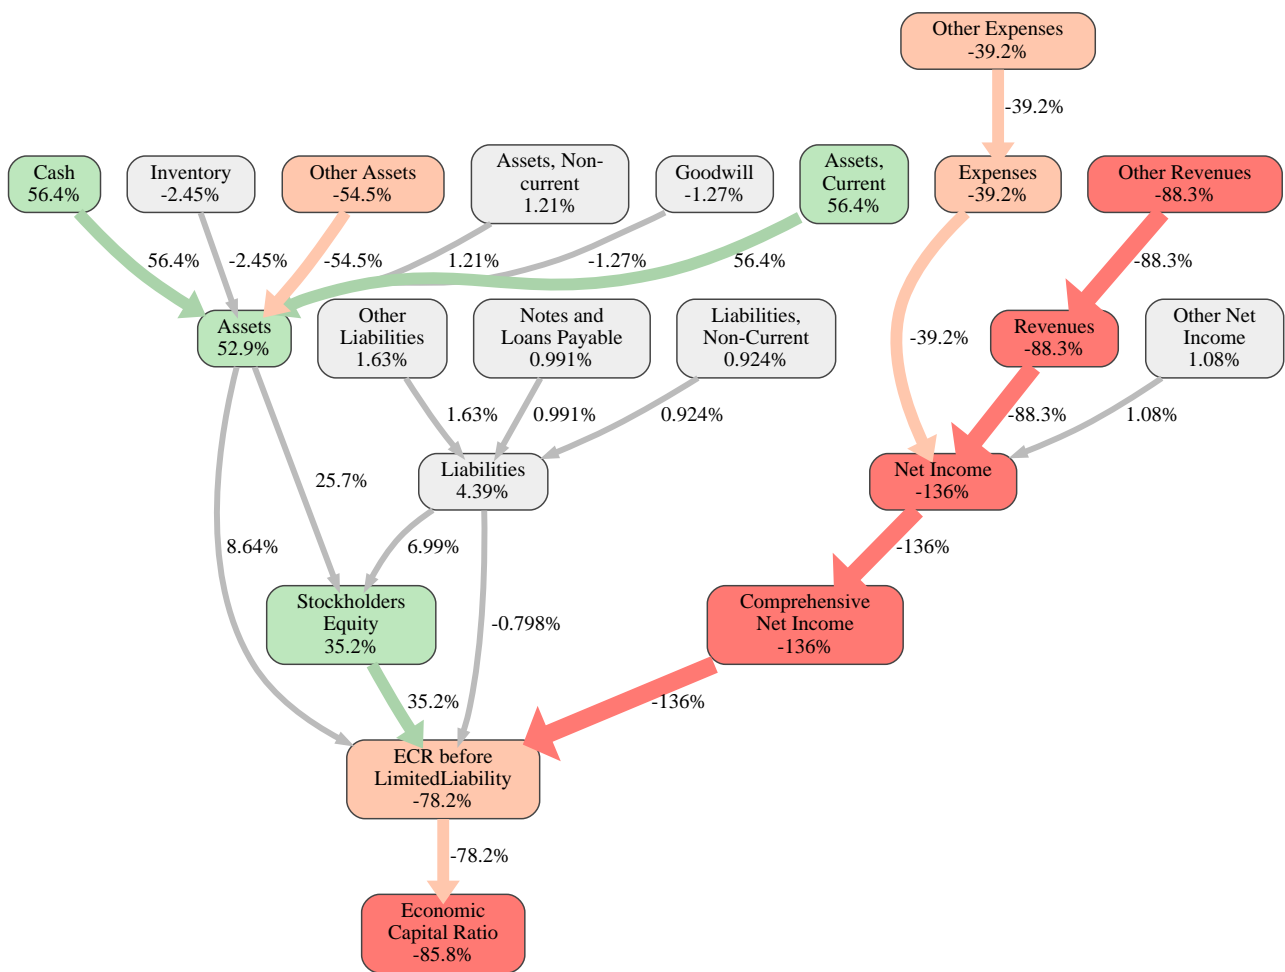 Other Expenses
-39.2%
-39.2%
Cash
56.4%
Inventory
-2.45%
Other Assets
-54.5%
Assets, Non-
current
1.21%
Goodwill
-1.27%
Assets,
Current
56.4%
Expenses
-39.2%
Other Revenues
-88.3%
56.4%
-2.45%
-54.5%
1.21%
-1.27%
56.4%
-88.3%
Assets
52.9%
Other
Liabilities
1.63%
Notes and
Loans Payable
0.991%
Liabilities,
Non-Current
0.924%
-39.2%
Revenues
-88.3%
Other Net
Income
1.08%
1.63%
0.991%
0.924%
-88.3%
1.08%
25.7%
Liabilities
4.39%
Net Income
-136%
8.64%
6.99%
-136%
Stockholders
Equity
35.2%
-0.798%
Comprehensive
Net Income
-136%
35.2%
-136%
ECR before
LimitedLiability
-78.2%
-78.2%
Economic
Capital Ratio
-85.8%